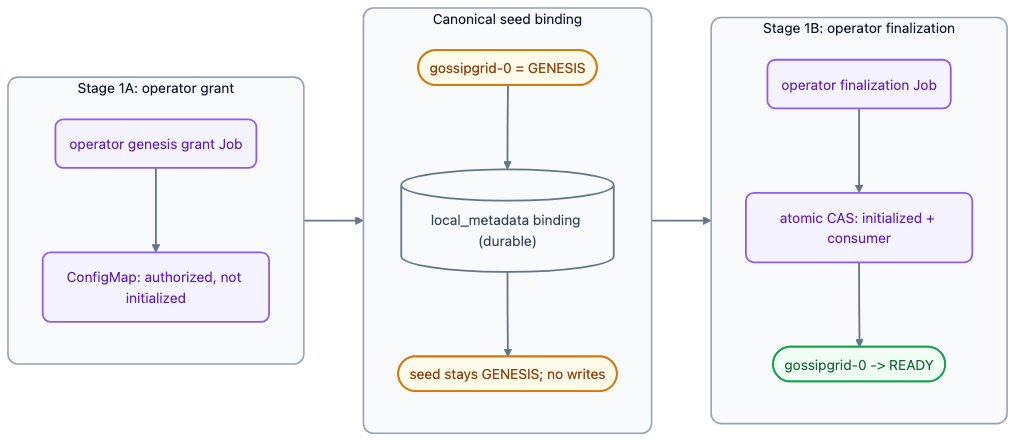 Stage 1A: operator grant
operator genesis grant Job
ConfigMap: authorized, not
initialized
Canonical seed binding
gossipgrid-0 = GENESIS
local_metadata binding
(durable)
seed stays GENESIS; no writes
Stage 1B: operator finalization
operator finalization Job
atomic CAS: initialized +
consumer
gossipgrid-0 -> READY